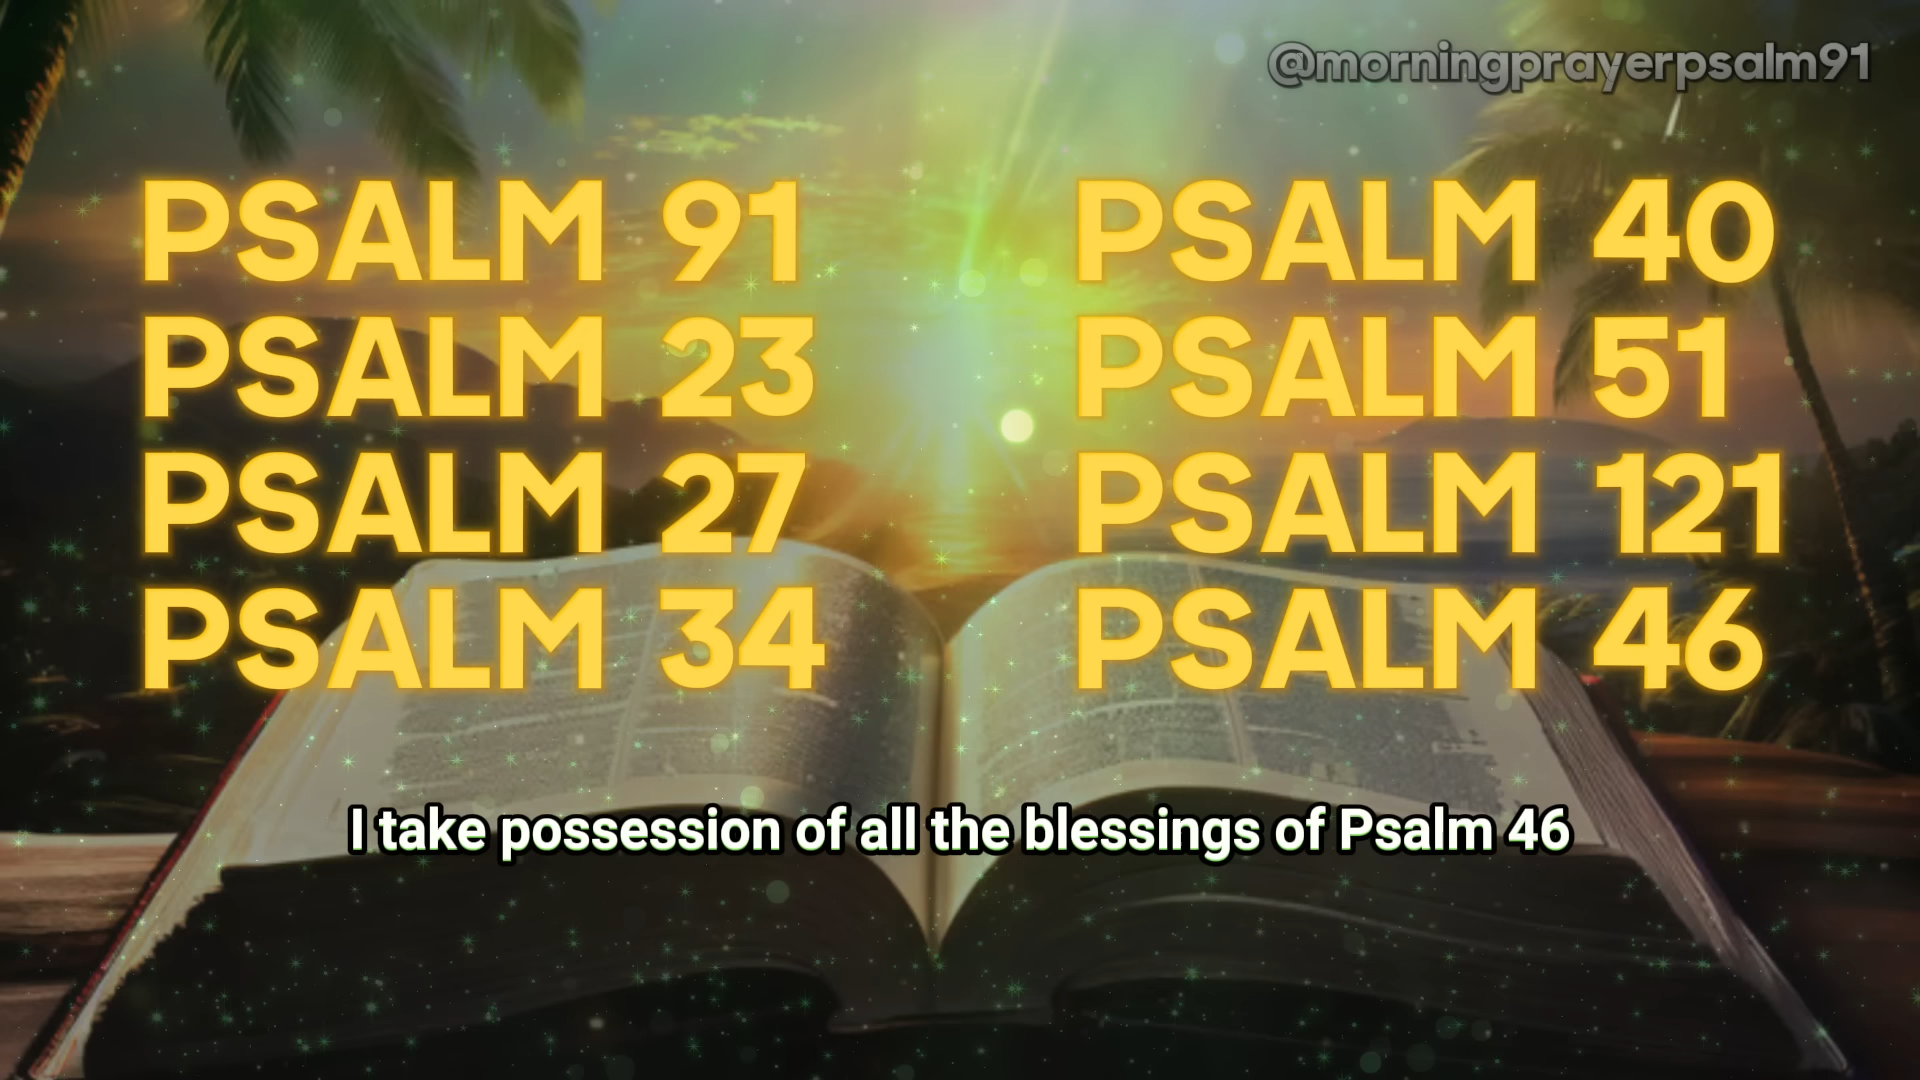 @morningprayerpsalm91
PSALM 91
PSALM 23
PSALM 27
PSALM 34
PSALM 40
PSALM 51
PSALM 121
PSALM 46
I take possession of all the blessings of Psalm 46